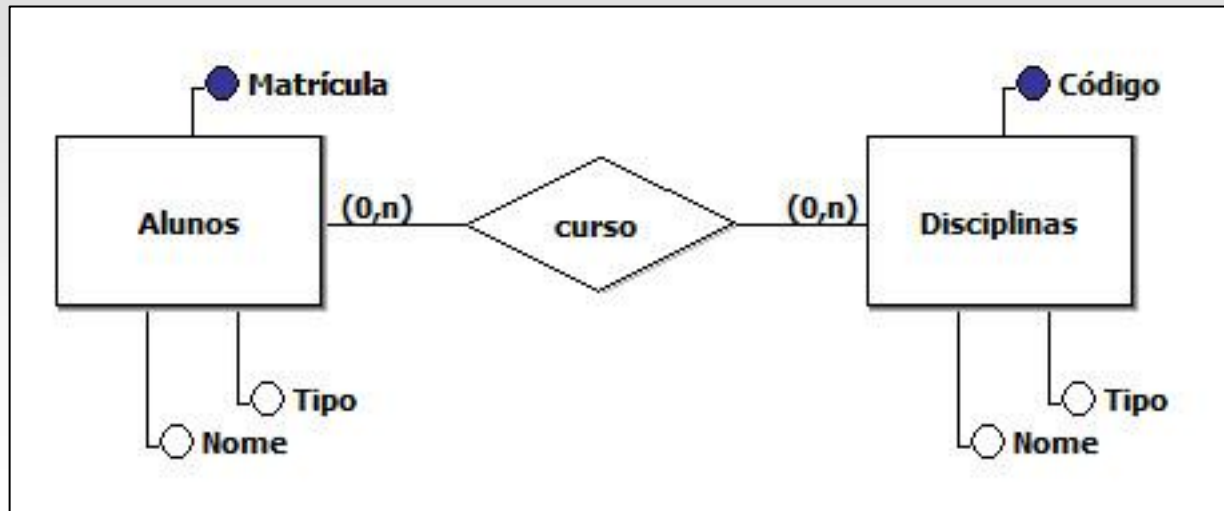 Matrícula
Código
Alunos
(0,n)
curso
(0,n)
Disciplinas
Tipo
Nome
Tipo
Nome